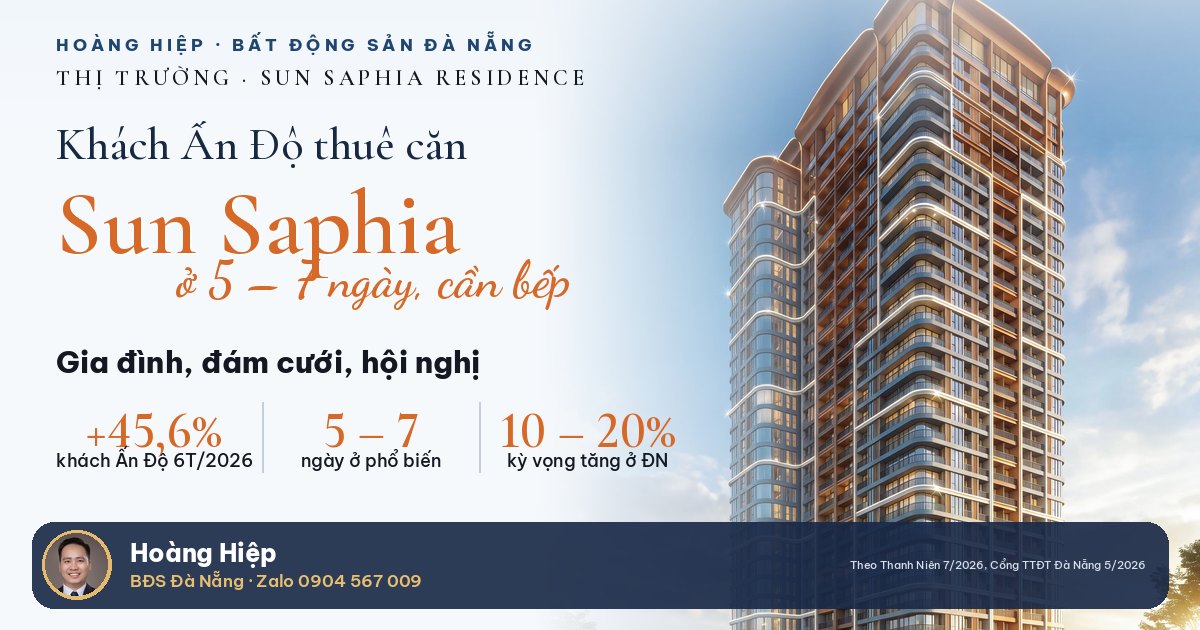 HOÀNG HIỆP · BẤT ĐỘNG SẢN ĐÀ NẴNG
THỊ TRƯỜNG · SUN SAPHIA RESIDENCE
Khách Ấn Độ thuê căn
Sun Saphia
ở 5 – 7 ngày, cần bếp
Gia đình, đám cưới, hội nghị
+45,6%
khách Ấn Độ 6T/2026
5 – 7
ngày ở phổ biến
10 – 20%
kỳ vọng tăng ở ĐN
Hoàng Hiệp
BĐS Đà Nẵng · Zalo 0904 567 009
Theo Thanh Niên 7/2026, Cổng TTĐT Đà Nẵng 5/2026